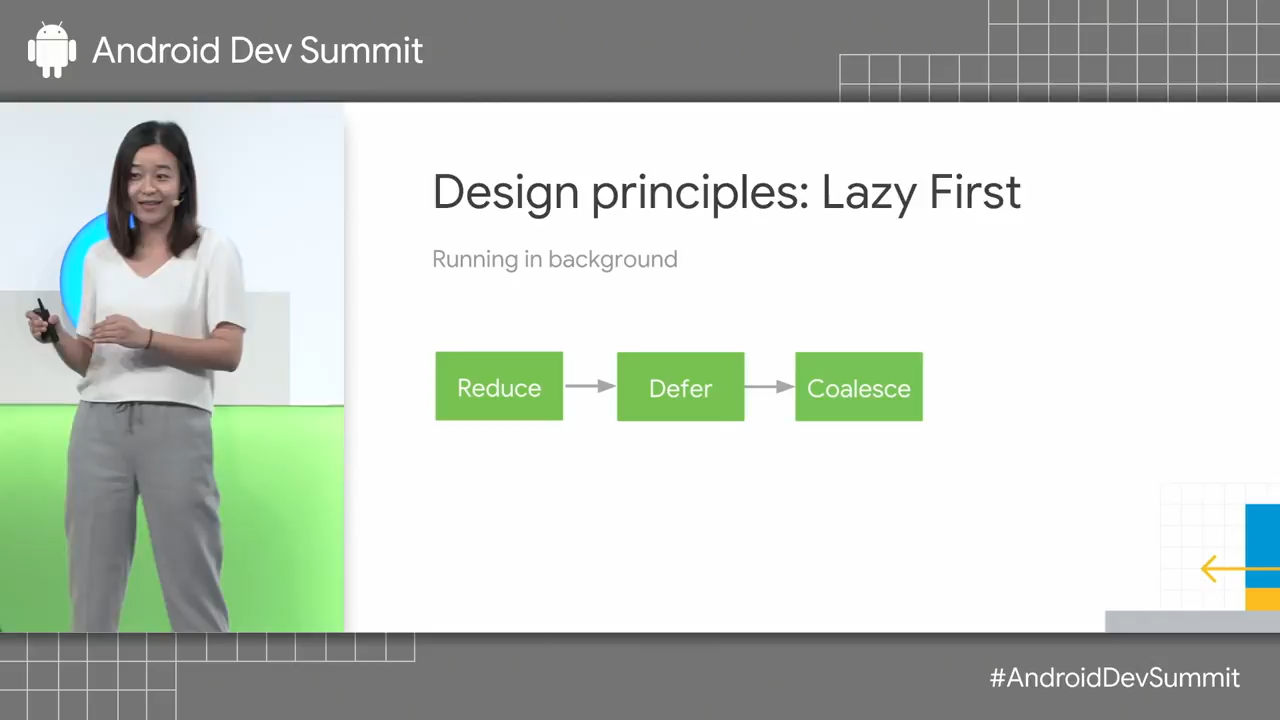 Android Dev Summit
Design principles: Lazy First
Running in background
Reduce
Defer
Coalesce
#AndroidDevSummit